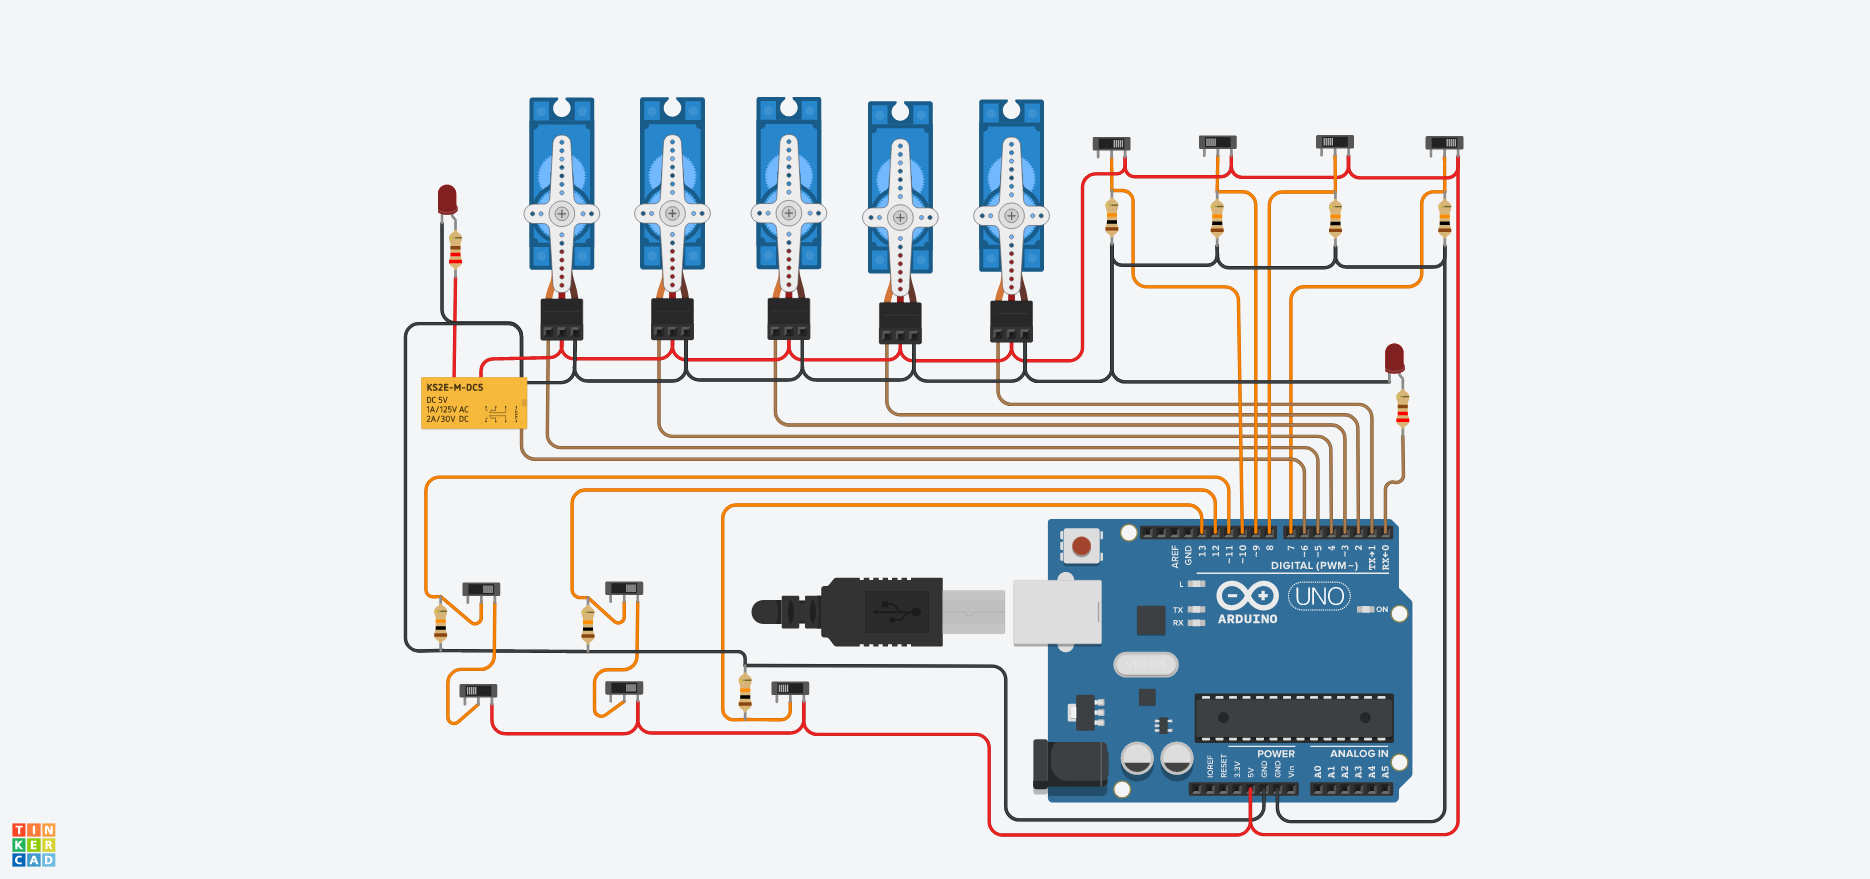 KS2E-M-DC5
DC 5V
1A/125V AC
2A/30V DC
AREF
GND
13
12
~11
~10
~9
8
7
~6
~5
4
~3
2
TX→1
RX←0
DIGITAL (PWM~)
L
TX
RX
UNO
ARDUINO
ON
POWER
ANALOG IN
IOREF
RESET
3.3V
5V
GND
GND
Vin
A0
A1
A2
A3
A4
A5
TIN
KER
CAD